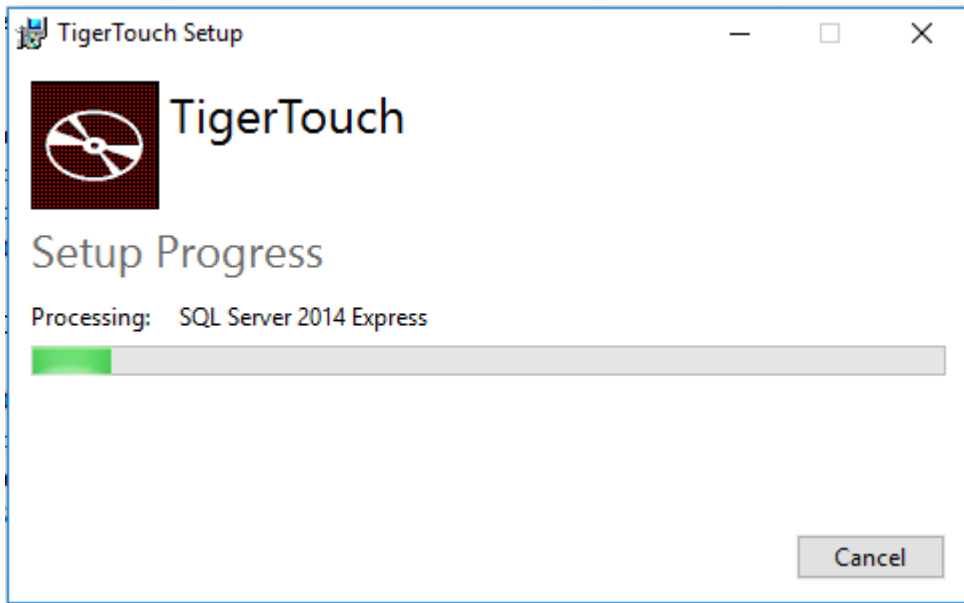 TigerTouch Setup
TigerTouch
Setup Progress
Processing: SQL Server 2014 Express
Cancel